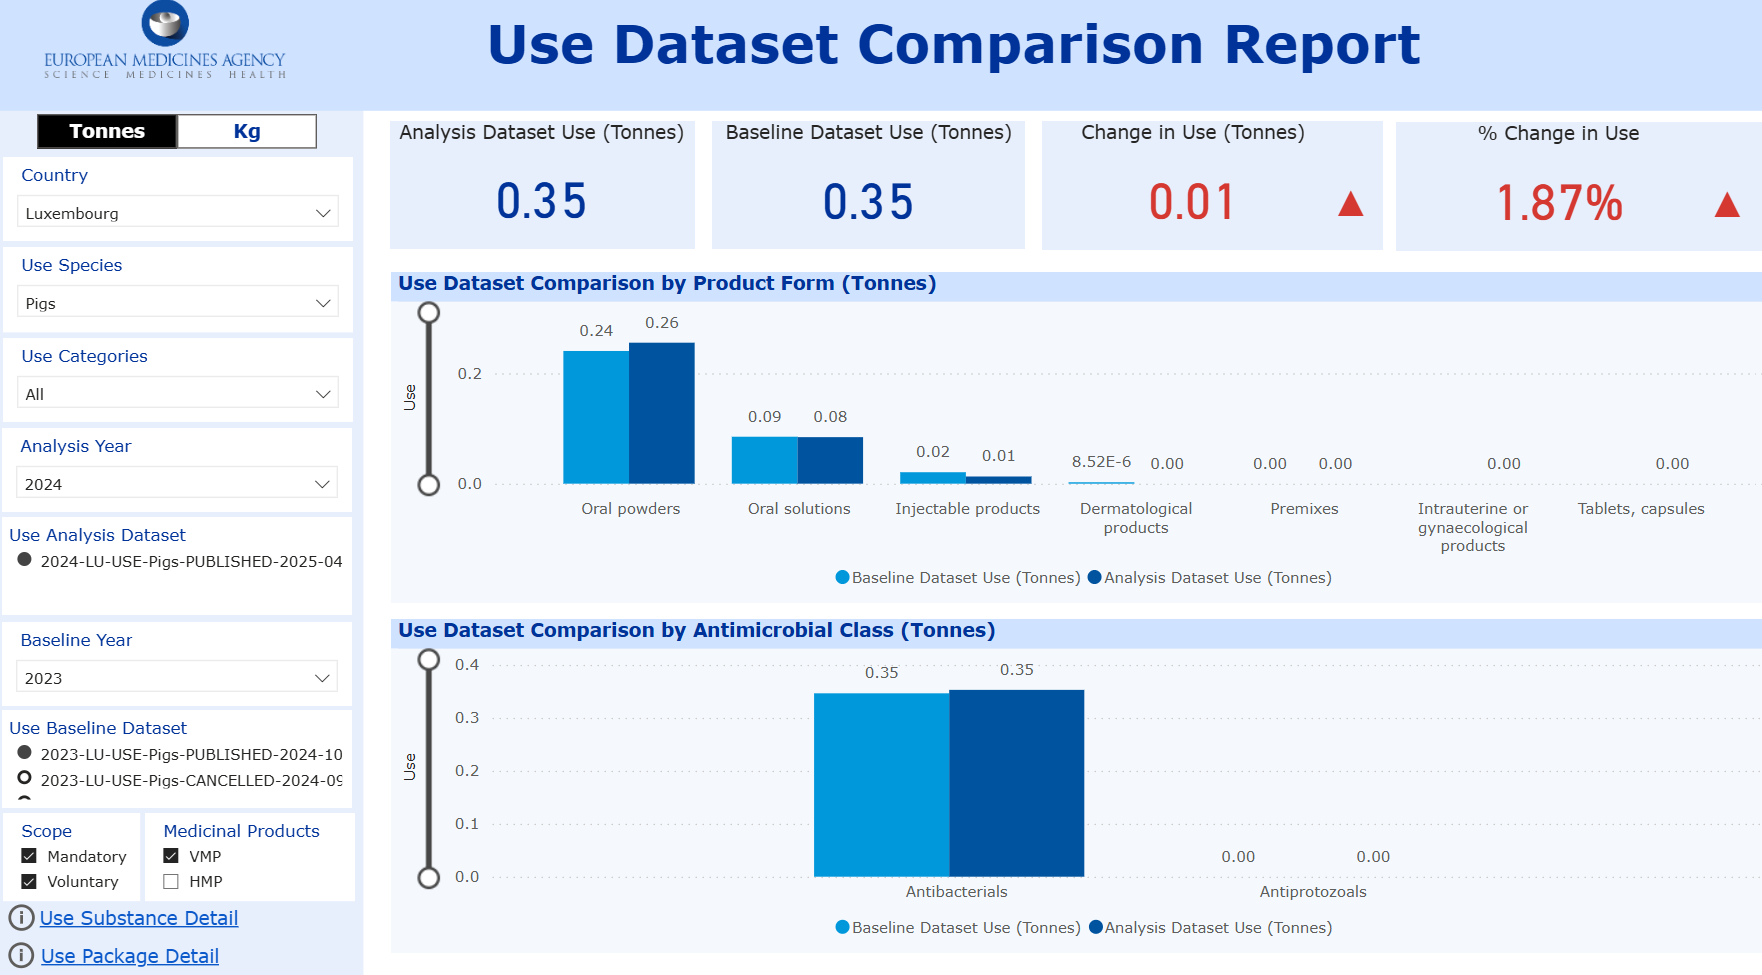 EUROPEAN MEDICINES AGENCY
SCIENCE MEDICINES HEALTH
Use Dataset Comparison Report
Tonnes Kg
Country
Luxembourg
Use Species
Pigs
Use Categories
All
Analysis Year
2024
Use Analysis Dataset
2024-LU-USE-Pigs-PUBLISHED-2025-04
Baseline Year
2023
Use Baseline Dataset
2023-LU-USE-Pigs-PUBLISHED-2024-10
2023-LU-USE-Pigs-CANCELLED-2024-09
Scope
Mandatory
Voluntary
Medicinal Products
VMP
HMP
Use Substance Detail
Use Package Detail
Analysis Dataset Use (Tonnes)
0.35
Baseline Dataset Use (Tonnes)
0.35
Change in Use (Tonnes)
0.01
% Change in Use
1.87%
Use Dataset Comparison by Product Form (Tonnes)
Use
0.2
0.0
0.24 0.26
0.09 0.08
0.02 0.01
8.52E-6 0.00
0.00 0.00
0.00
0.00
Oral powders
Oral solutions
Injectable products
Dermatological
products
Premixes
Intrauterine or
gynaecological
products
Tablets, capsules
Baseline Dataset Use (Tonnes) Analysis Dataset Use (Tonnes)
Use Dataset Comparison by Antimicrobial Class (Tonnes)
Use
0.4
0.3
0.2
0.1
0.0
0.35 0.35
0.00 0.00
Antibacterials
Antiprotozoals
Baseline Dataset Use (Tonnes) Analysis Dataset Use (Tonnes)